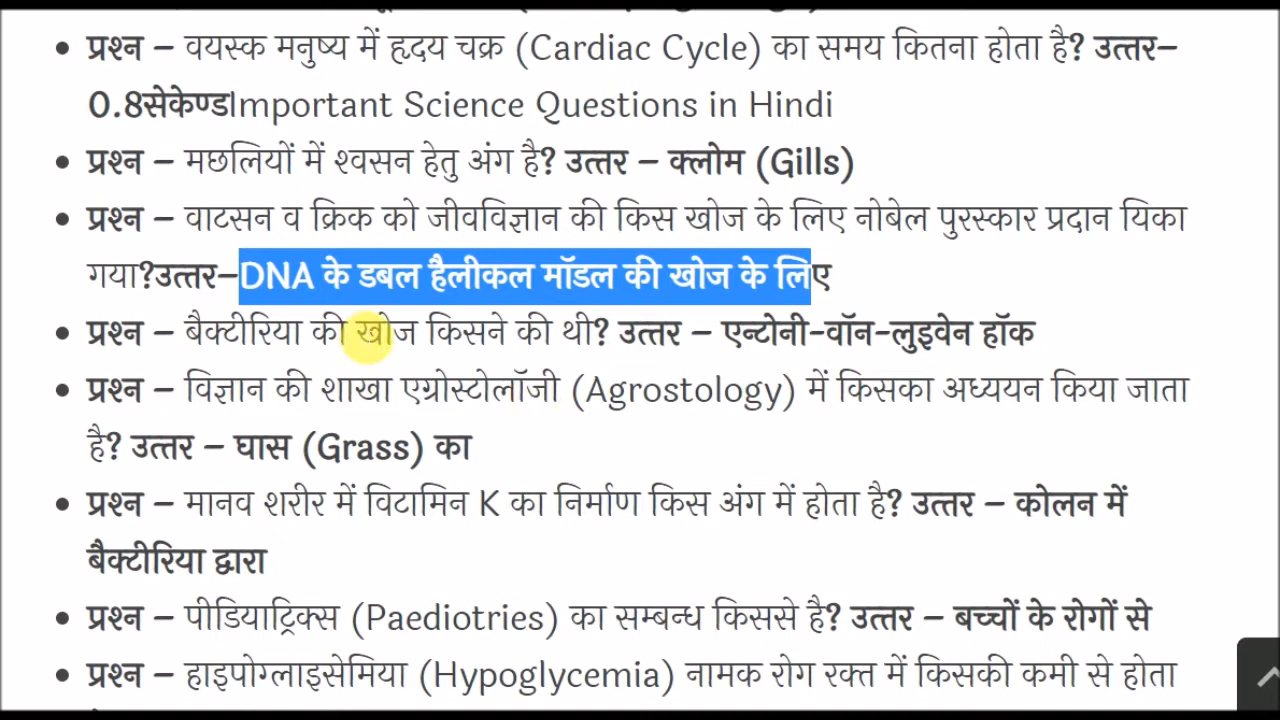 प्रश्न – वयस्क मनुष्य में हृदय चक्र (Cardiac Cycle) का समय कितना होता है? उत्तर–
0.8सेकेण्डImportant Science Questions in Hindi
प्रश्न – मछलियों में श्वसन हेतु अंग है? उत्तर – क्लोम (Gills)
प्रश्न – वाटसन व क्रिक को जीवविज्ञान की किस खोज के लिए नोबेल पुरस्कार प्रदान यिका
गया?उत्तर–DNA के डबल हैलीकल मॉडल की खोज के लिए
प्रश्न – बैक्टीरिया की खोज किसने की थी? उत्तर – एन्टोनी-वॉन-लुइवेन हॉक
प्रश्न – विज्ञान की शाखा एग्रोस्टोलॉजी (Agrostology) में किसका अध्ययन किया जाता
है? उत्तर – घास (Grass) का
प्रश्न – मानव शरीर में विटामिन K का निर्माण किस अंग में होता है? उत्तर – कोलन में
बैक्टीरिया द्वारा
प्रश्न – पीडियाट्रिक्स (Paediotries) का सम्बन्ध किससे है? उत्तर – बच्चों के रोगों से
प्रश्न – हाइपोग्लाइसेमिया (Hypoglycemia) नामक रोग रक्त में किसकी कमी से होता